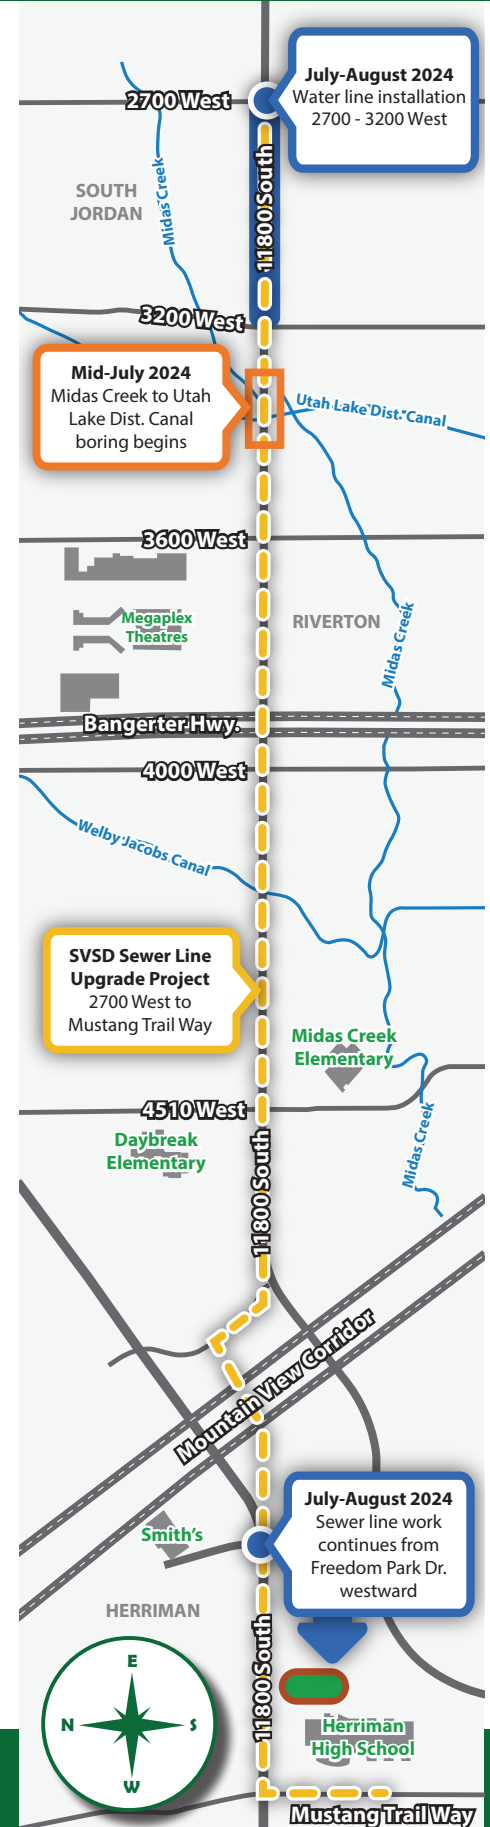 July-August 2024
Water line installation
2700 - 3200 West
2700 West
SOUTH
JORDAN
Midas Creek
11800 South
3200 West
Mid-July 2024
Midas Creek to Utah
Lake Dist. Canal
boring begins
Utah Lake Dist. Canal
3600 West
Megaplex
Theatres
RIVERTON
Midas Creek
Bangerter Hwy.
4000 West
Welby Jacobs Canal
SVSD Sewer Line
Upgrade Project
2700 West to
Mustang Trail Way
Midas Creek
Elementary
4510 West
Daybreak
Elementary
11800 South
Midas Creek
Mountain View Corridor
July-August 2024
Sewer line work
continues from
Freedom Park Dr.
westward
Smith's
HERRIMAN
11800 South
E
N
S
W
Herriman
High School
Mustang Trail Way